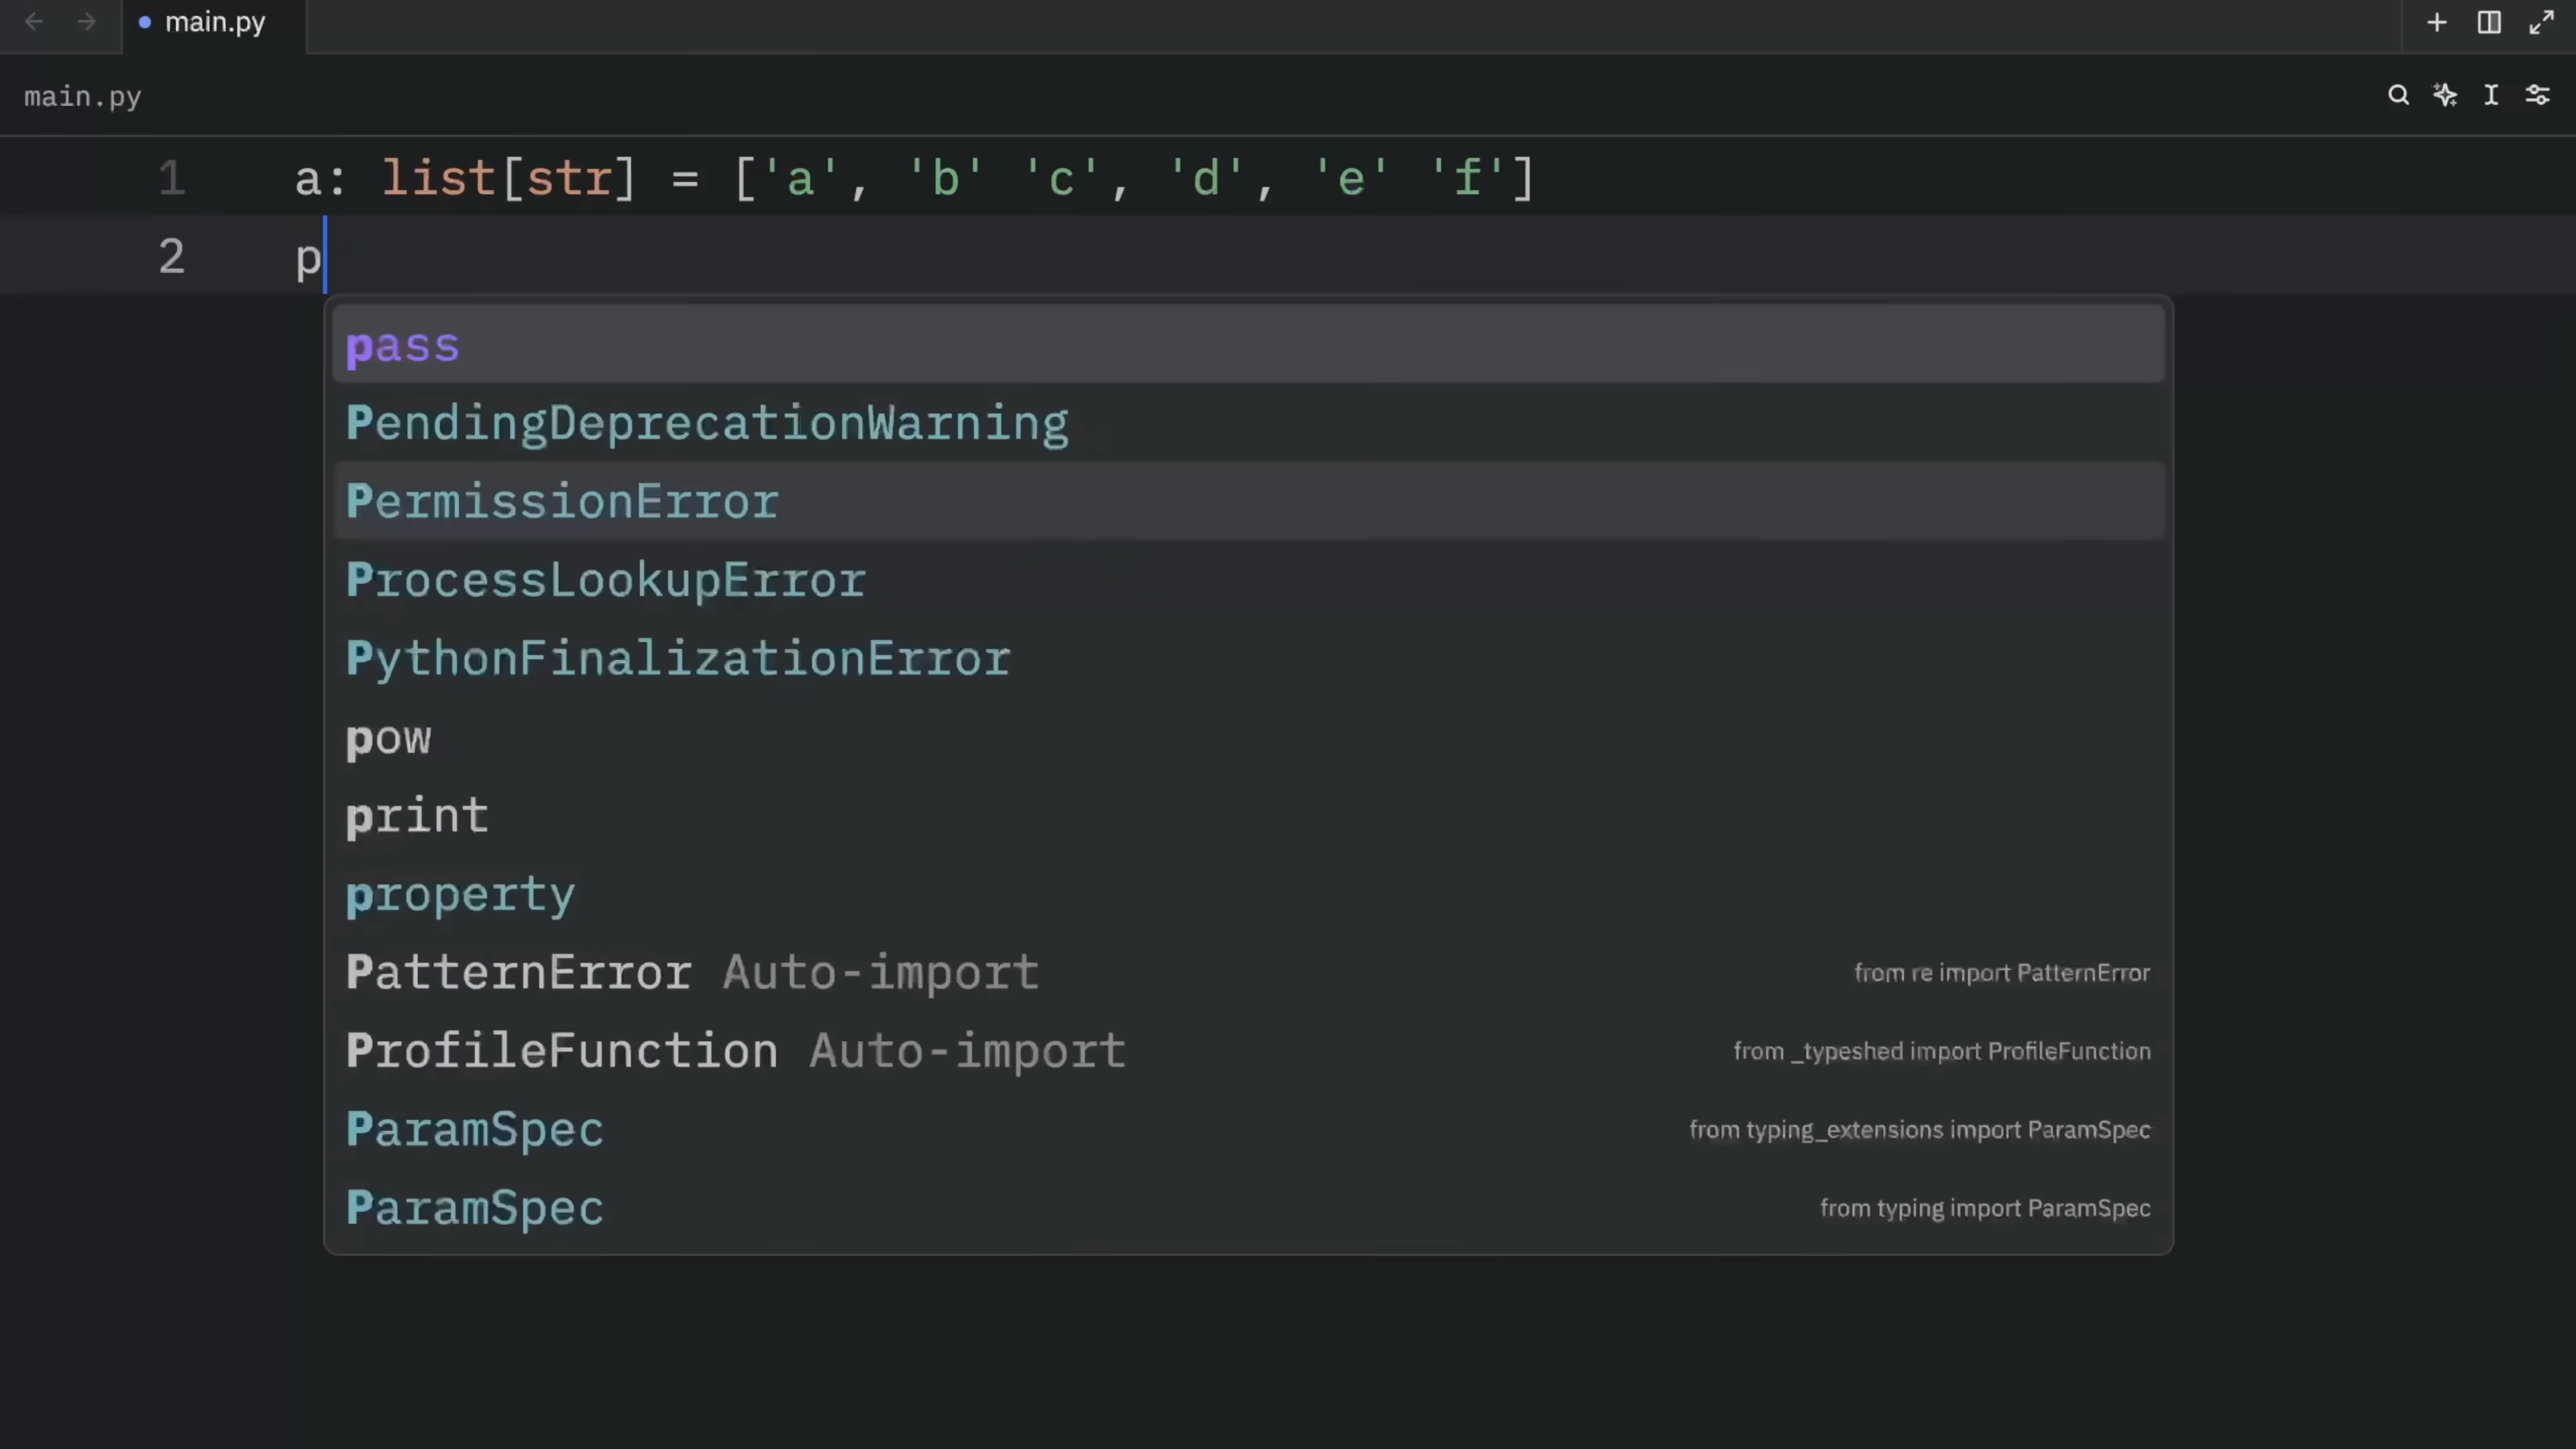 main.py
main.py
1 a: list[str] = ['a', 'b' 'c', 'd', 'e' 'f']
2 p
pass
PendingDeprecationWarning
PermissionError
ProcessLookupError
PythonFinalizationError
pow
print
property
PatternError Auto-import from re import PatternError
ProfileFunction Auto-import from _typeshed import ProfileFunction
ParamSpec from typing_extensions import ParamSpec
ParamSpec from typing import ParamSpec